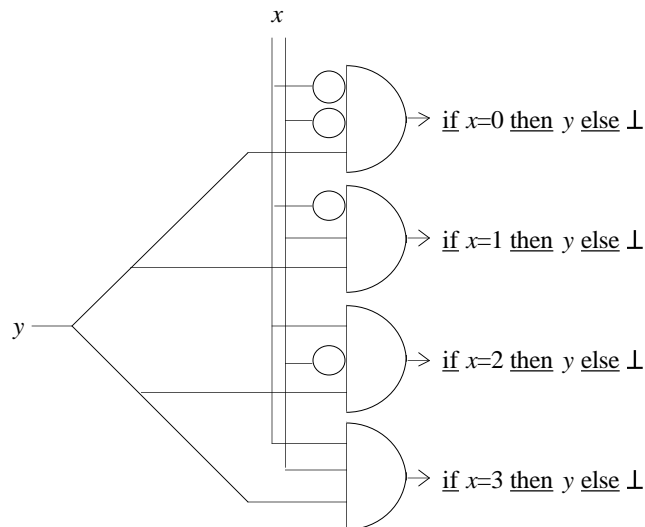 x
if x=0 then y else ⊥
if x=1 then y else ⊥
y
if x=2 then y else ⊥
if x=3 then y else ⊥